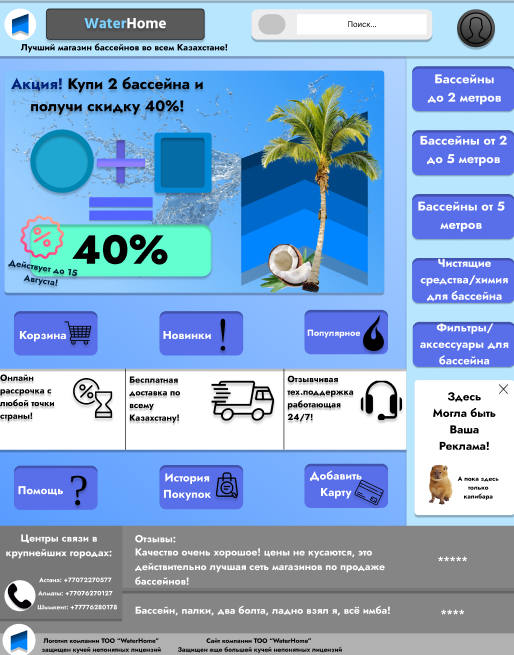 WaterHome
Поиск...
Лучший магазин бассейнов во всем Казахстане!
Акция! Купи 2 бассейна и
получи скидку 40%!
40%
Действует до 15
Августа!
Бассейны
до 2 метров
Бассейны от 2
до 5 метров
Бассейны от 5
метров
Чистящие
средства/химия
для бассейна
Фильтры/
аксессуары для
бассейна
Корзина
Новинки
Популярное
Онлайн
рассрочка с
любой точки
страны!
Бесплатная
доставка по
всему
Казахстану!
Отзывчивая
тех.поддержка
работающая
24/7!
Здесь
Могла быть
Ваша
Реклама!
А пока здесь
только
капибара
Помощь
История
Покупок
Добавить
Карту
Центры связи в
крупнейших городах:
Астана: +77072270577
Алматы: +77076270127
Шымкент: +77776280178
Отзывы:
Качество очень хорошое! цены не кусаются, это
действительно лучшая сеть магазинов по продаже
бассейнов!
*****
Бассейн, палки, два болта, ладно взял я, всё имба!
****
Логотип компании ТОО "WaterHome"
защищен кучей непонятных лицензий
Сайт компании ТОО "WaterHome"
Защищен еще большей кучей непонятных лицензий